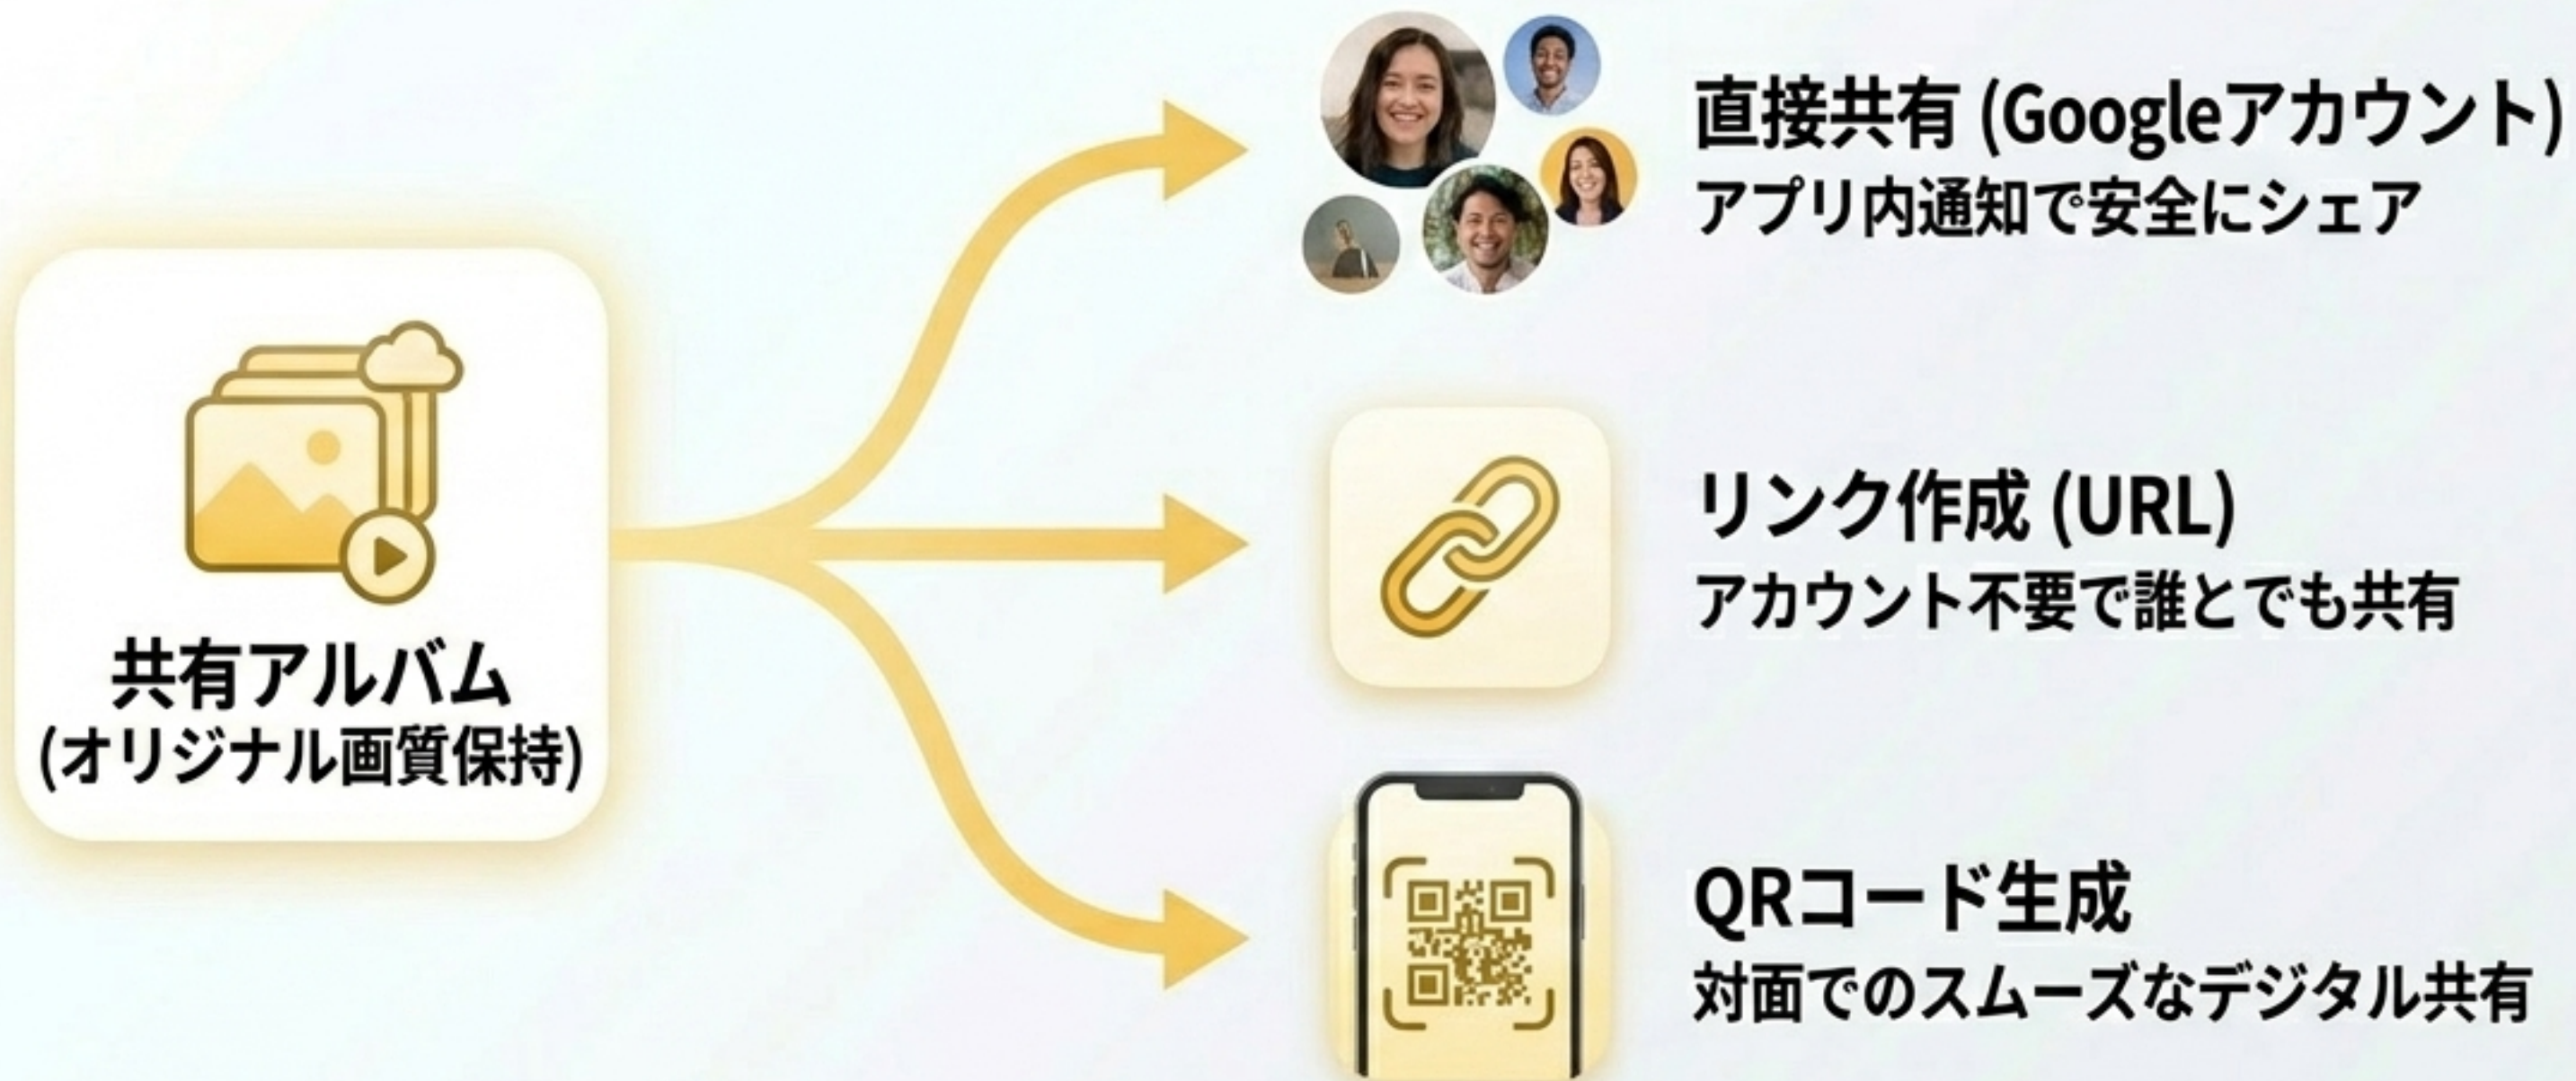 共有アルバム
(オリジナル画質保持)
直接共有 (Googleアカウント)
アプリ内通知で安全にシェア
リンク作成 (URL)
アカウント不要で誰とでも共有
QRコード生成
対面でのスムーズなデジタル共有